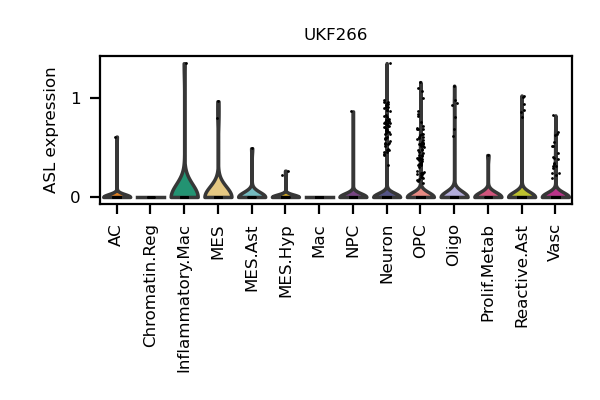 UKF266
ASL expression
1
0
AC
Chromatin.Reg
Inflammatory.Mac
MES
MES.Ast
MES.Hyp
Mac
NPC
Neuron
OPC
Oligo
Prolif.Metab
Reactive.Ast
Vasc